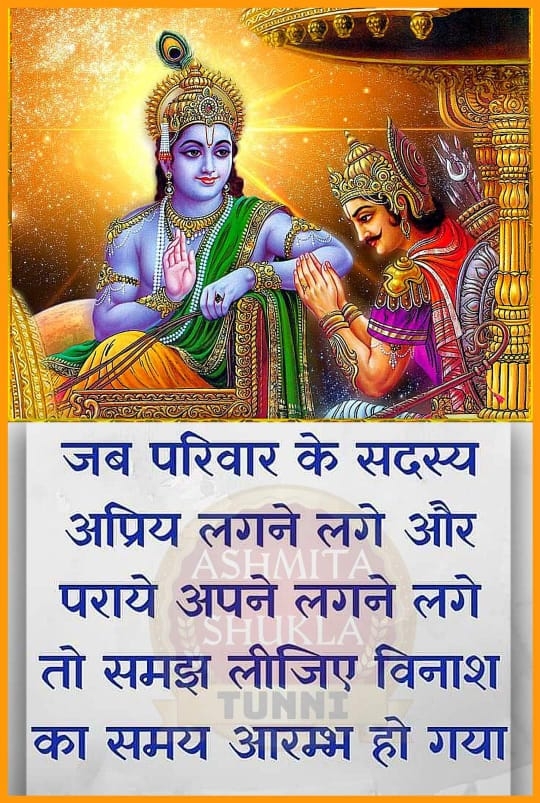 जब परिवार के सदस्य
अप्रिय लगने लगे और
पराये अपने लगने लगे
तो समझ लीजिए विनाश
का समय आरम्भ हो गया
ASHMITA
SHUKLA
TUNNI